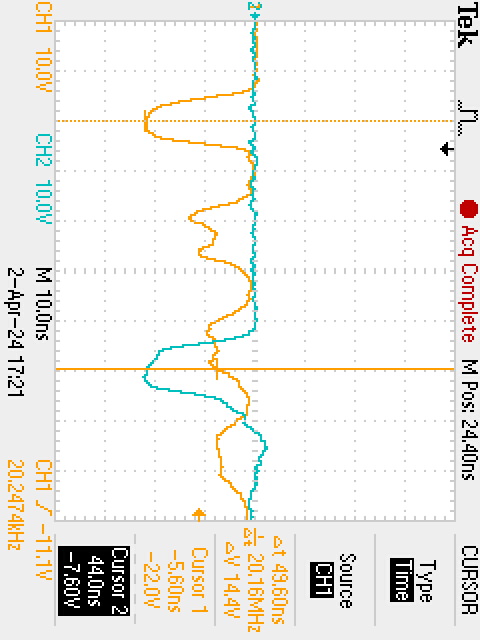 Tek Acq Complete M Pos: 24.40ns CURSOR
2
Type
Time
Source
CH1
Δt 49.60ns
1/Δt 20.16MHz
ΔV 14.4V
Cursor 1
-5.60ns
-22.0V
Cursor 2
44.0ns
-7.60V
CH1 10.0V CH2 10.0V M 10.0ns CH1 / -11.1V
2-Apr-24 17:21 20.2474kHz